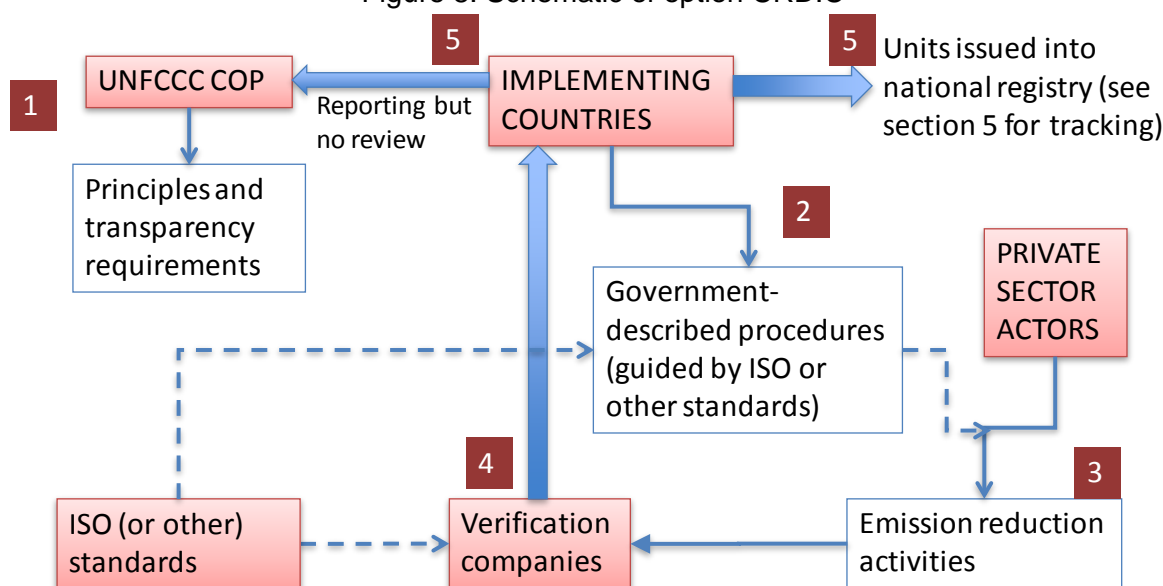 5
5
Units issued into
national registry (see
section 5 for tracking)
UNFCCC COP
IMPLEMENTING
COUNTRIES
1
Reporting but
no review
Principles and
transparency
requirements
2
PRIVATE
SECTOR
ACTORS
Government-
described procedures
(guided by ISO or
other standards)
4
3
ISO (or other)
standards
Verification
companies
Emission reduction
activities